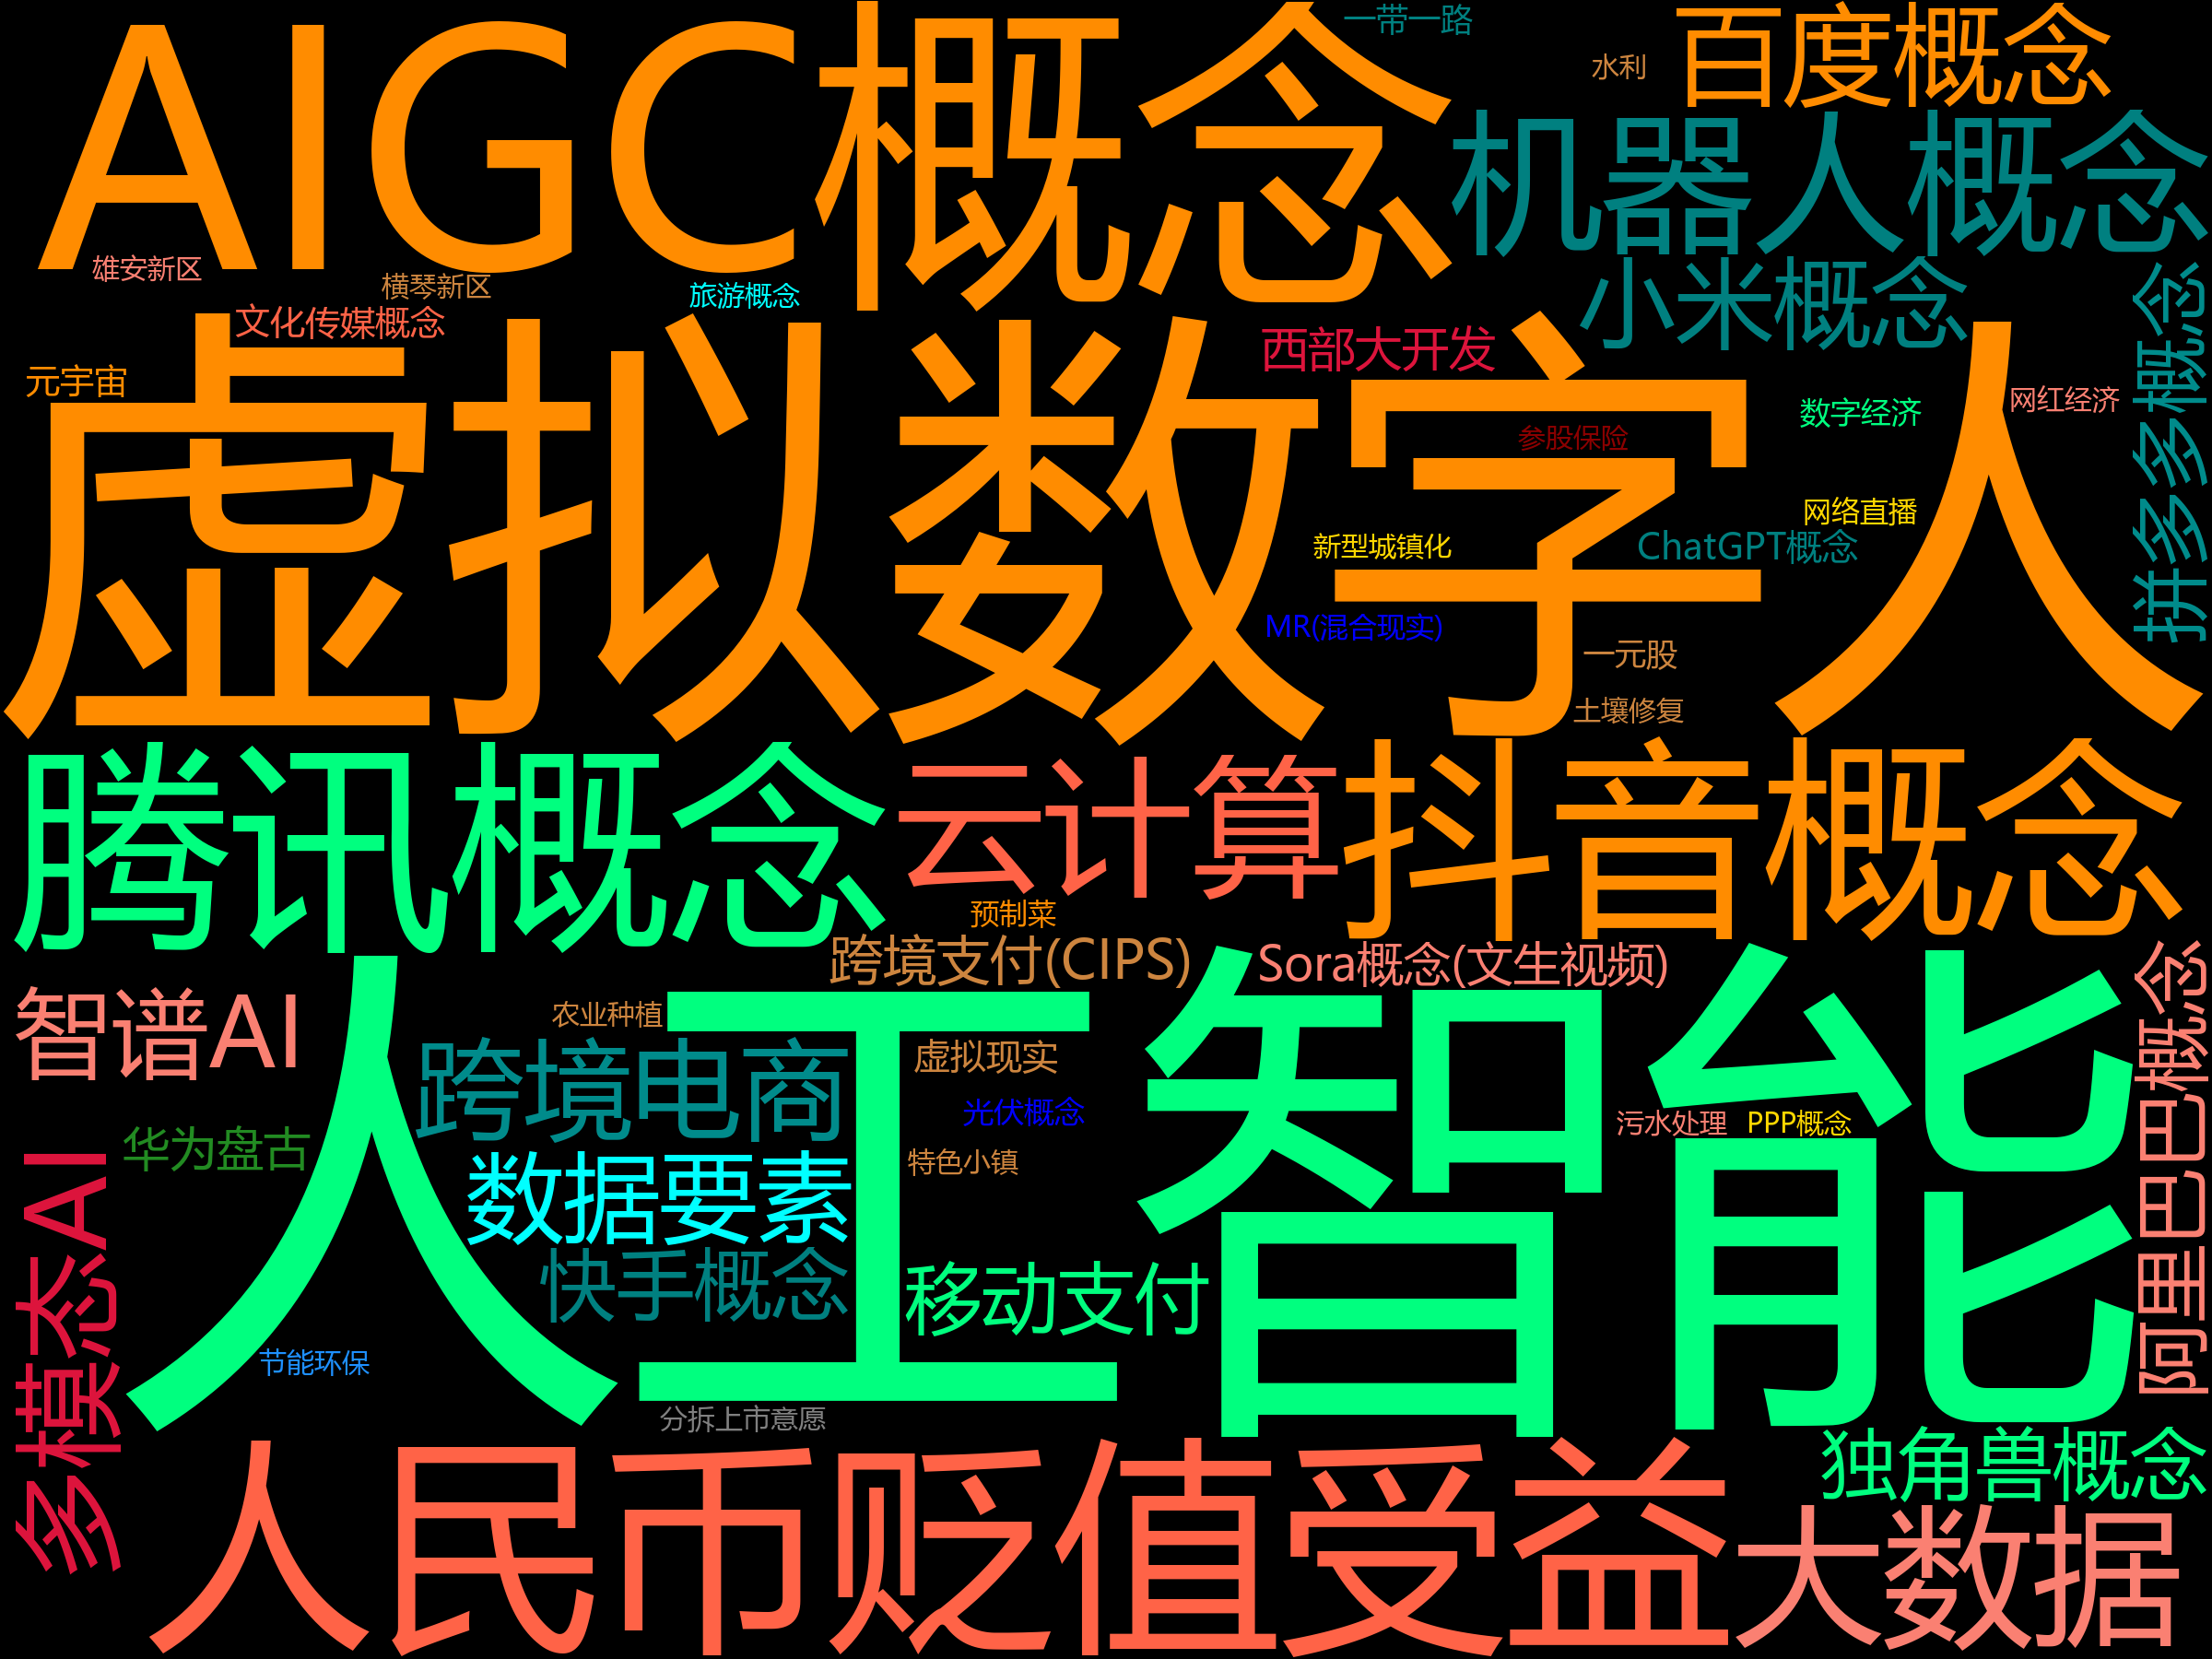 AIGC概念
一带一路
水利
百度概念
机器人概念
雄安新区
横琴新区
旅游概念
小米概念
文化传媒概念
西部大开发
元宇宙
虚拟数字人
数字经济
网红经济
拼多多概念
参股保险
网络直播
新型城镇化
ChatGPT概念
MR(混合现实)
一元股
土壤修复
腾讯概念
云计算
抖音概念
预制菜
跨境支付(CIPS)
Sora概念(文生视频)
智谱AI
农业种植
人工智能
跨境电商
虚拟现实
光伏概念
污水处理
PPP概念
阿里巴巴概念
华为盘古
特色小镇
数据要素
多模态AI
快手概念
移动支付
节能环保
分拆上市意愿
独角兽概念
人民币贬值受益
大数据